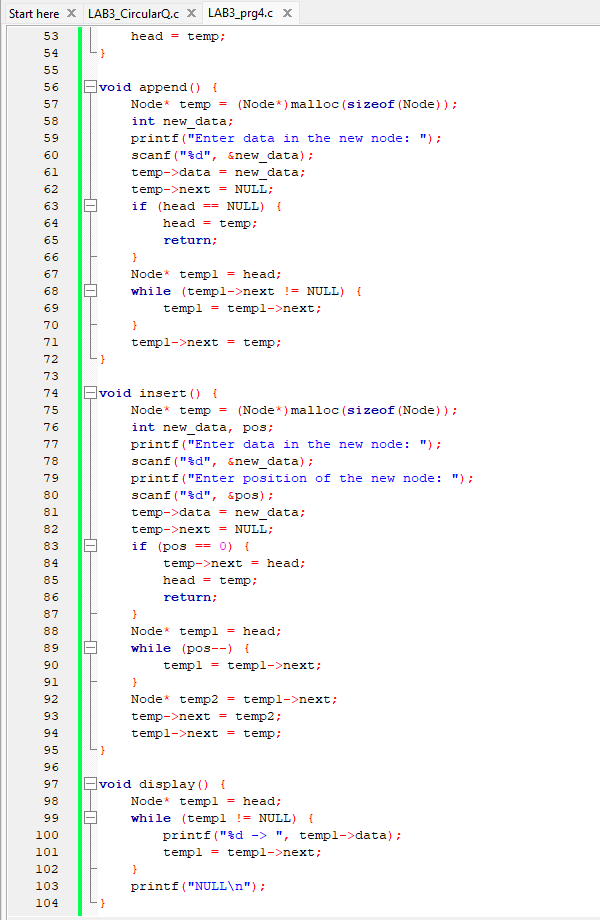 Start here LAB3_CircularQ.c LAB3_prg4.c
53 head = temp;
54 }
55
56 void append() {
57 Node* temp = (Node*)malloc(sizeof(Node));
58 int new_data;
59 printf("Enter data in the new node: ");
60 scanf("%d", &new_data);
61 temp->data = new_data;
62 temp->next = NULL;
63 if (head == NULL) {
64 head = temp;
65 return;
66 }
67 Node* temp1 = head;
68 while (temp1->next != NULL) {
69 temp1 = temp1->next;
70 }
71 temp1->next = temp;
72 }
73
74 void insert() {
75 Node* temp = (Node*)malloc(sizeof(Node));
76 int new_data, pos;
77 printf("Enter data in the new node: ");
78 scanf("%d", &new_data);
79 printf("Enter position of the new node: ");
80 scanf("%d", &pos);
81 temp->data = new_data;
82 temp->next = NULL;
83 if (pos == 0) {
84 temp->next = head;
85 head = temp;
86 return;
87 }
88 Node* temp1 = head;
89 while (pos--) {
90 temp1 = temp1->next;
91 }
92 Node* temp2 = temp1->next;
93 temp->next = temp2;
94 temp1->next = temp;
95 }
96
97 void display() {
98 Node* temp1 = head;
99 while (temp1 != NULL) {
100 printf("%d -> ", temp1->data);
101 temp1 = temp1->next;
102 }
103 printf("NULL\n");
104 }